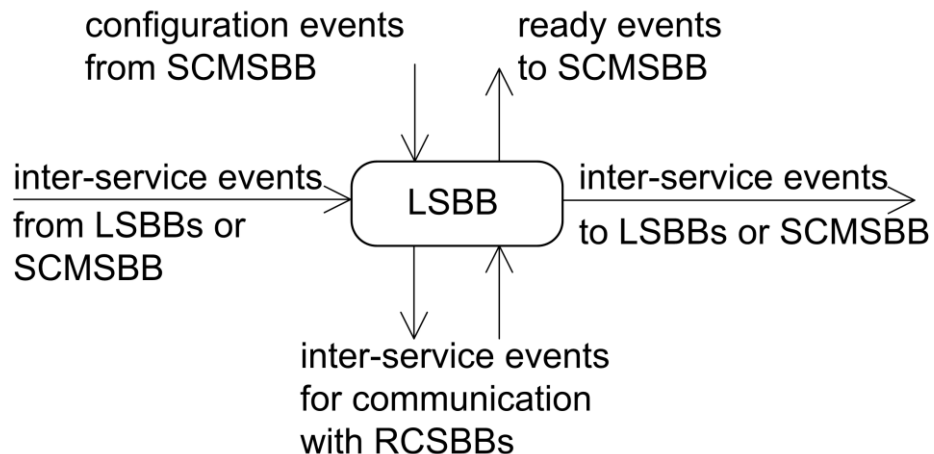 configuration events
from SCMSBB
ready events
to SCMSBB
inter-service events
from LSBBs or
SCMSBB
LSBB
inter-service events
to LSBBs or SCMSBB
inter-service events
for communication
with RCSBBs